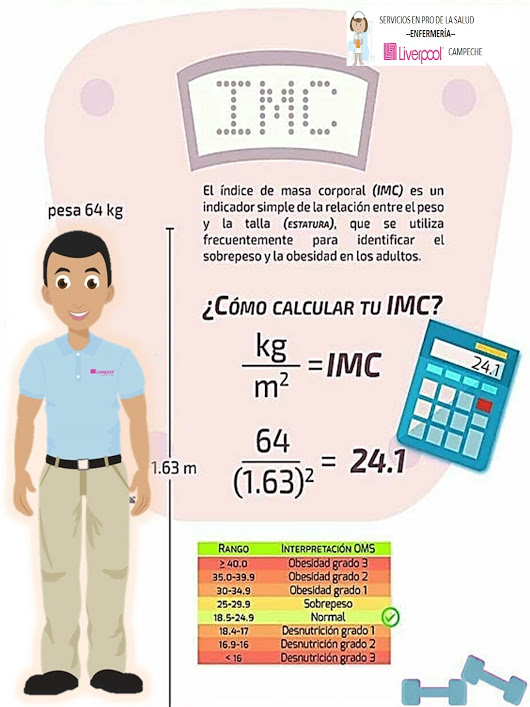 SERVICIOS EN PRO DE LA SALUD
–ENFERMERÍA–
Liverpool CAMPECHE
IMC
El índice de masa corporal (IMC) es un
indicador simple de la relación entre el peso
y la talla (ESTATURA), que se utiliza
frecuentemente para identificar el
sobrepeso y la obesidad en los adultos.
pesa 64 kg
¿CÓMO CALCULAR TU IMC?
kg
m² =IMC
24.1
Liverpool
64
(1.63)² = 24.1
1.63 m
RANGO INTERPRETACIÓN OMS
≥ 40.0 Obesidad grado 3
35.0-39.9 Obesidad grado 2
30-34.9 Obesidad grado 1
25-29.9 Sobrepeso
18.5-24.9 Normal
18.4-17 Desnutrición grado 1
16.9-16 Desnutrición grado 2
< 16 Desnutrición grado 3